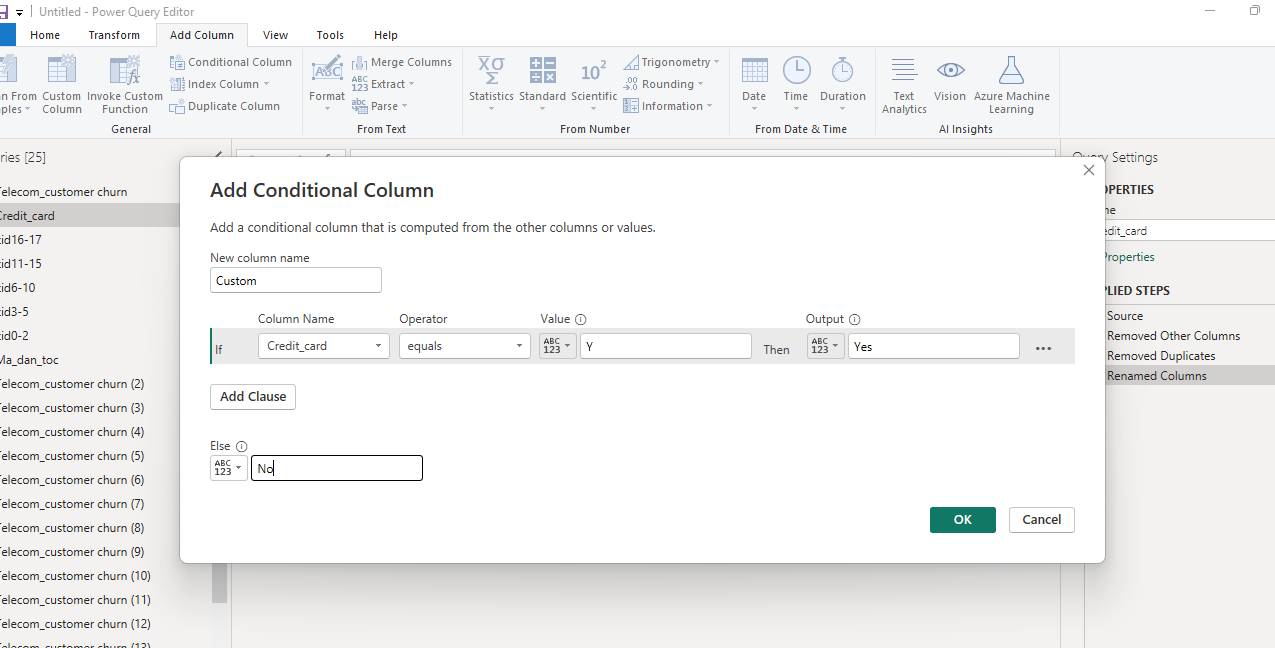 Untitled - Power Query Editor
Home Transform Add Column View Tools Help
Conditional Column
Index Column
Duplicate Column
Custom Column
Invoke Custom Function
General
Format
ABC
Merge Columns
ABC 123 Extract
abc Parse
From Text
XO Σ
Statistics
Standard
10²
Scientific
Trigonometry
.00 Rounding
Information
From Number
Date
Time
Duration
From Date & Time
Text Analytics
Vision
Azure Machine Learning
AI Insights
ries [25]
Telecom_customer churn
Credit_card
id16-17
id11-15
id6-10
id3-5
id0-2
Ma_dan_toc
Telecom_customer churn (2)
Telecom_customer churn (3)
Telecom_customer churn (4)
Telecom_customer churn (5)
Telecom_customer churn (6)
Telecom_customer churn (7)
Telecom_customer churn (8)
Telecom_customer churn (9)
Telecom_customer churn (10)
Telecom_customer churn (11)
Telecom_customer churn (12)
Add Conditional Column
Add a conditional column that is computed from the other columns or values.
New column name
Custom
Column Name Operator Value Output
If Credit_card equals ABC 123 Y Then ABC 123 Yes ...
Add Clause
Else
ABC 123 No
OK Cancel
Settings
OPERTIES
edit_card
Properties
PLIED STEPS
Source
Removed Other Columns
Removed Duplicates
Renamed Columns